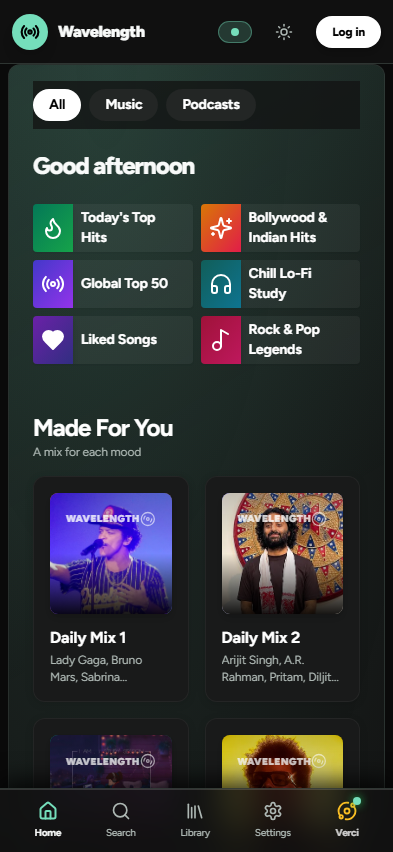 Wavelength
Log in
All
Music
Podcasts
Good afternoon
Today's Top
Hits
Bollywood &
Indian Hits
Global Top 50
Chill Lo-Fi
Study
Liked Songs
Rock & Pop
Legends
Made For You
A mix for each mood
WAVELENGTH
WAVELENGTH
Daily Mix 1
Lady Gaga, Bruno
Mars, Sabrina...
Daily Mix 2
Arijit Singh, A.R.
Rahman, Pritam, Diljit...
WAVELENGTH
WAVELENGTH
Home
Search
Library
Settings
Verci